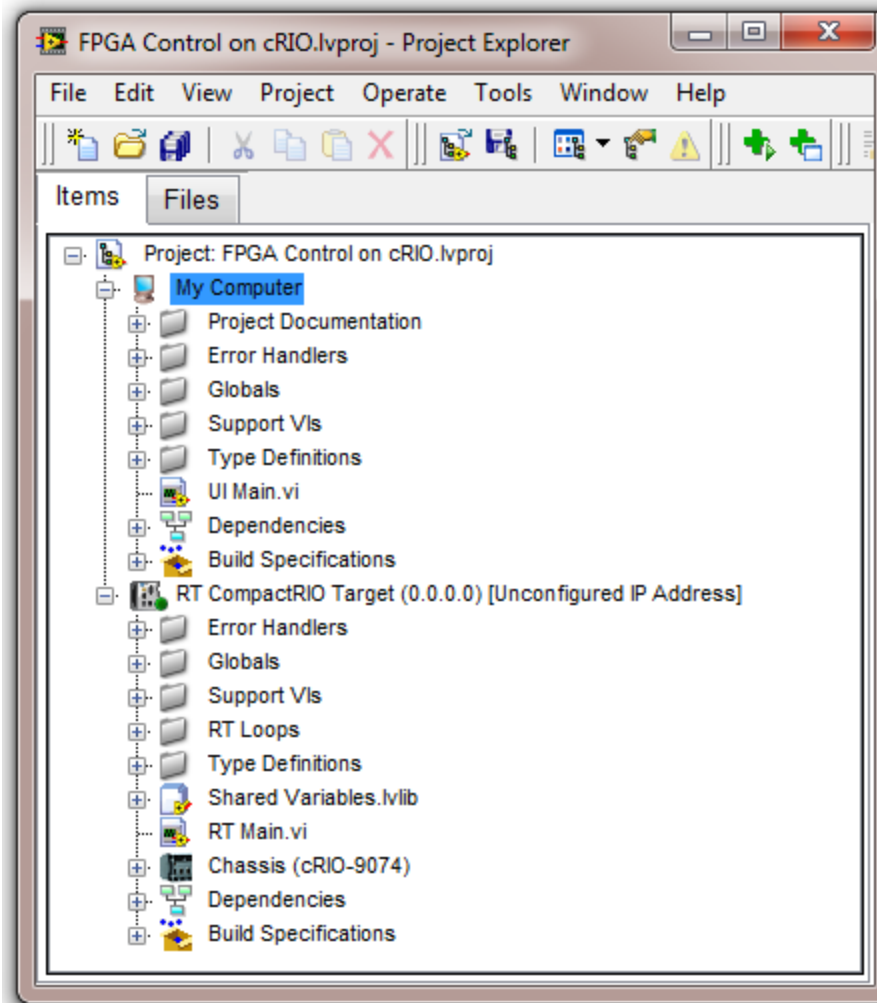 FPGA Control on cRIO.lvproj - Project Explorer
File Edit View Project Operate Tools Window Help
Items Files
Project: FPGA Control on cRIO.lvproj
My Computer
Project Documentation
Error Handlers
Globals
Support VIs
Type Definitions
UI Main.vi
Dependencies
Build Specifications
RT CompactRIO Target (0.0.0.0) [Unconfigured IP Address]
Error Handlers
Globals
Support VIs
RT Loops
Type Definitions
Shared Variables.lvlib
RT Main.vi
Chassis (cRIO-9074)
Dependencies
Build Specifications